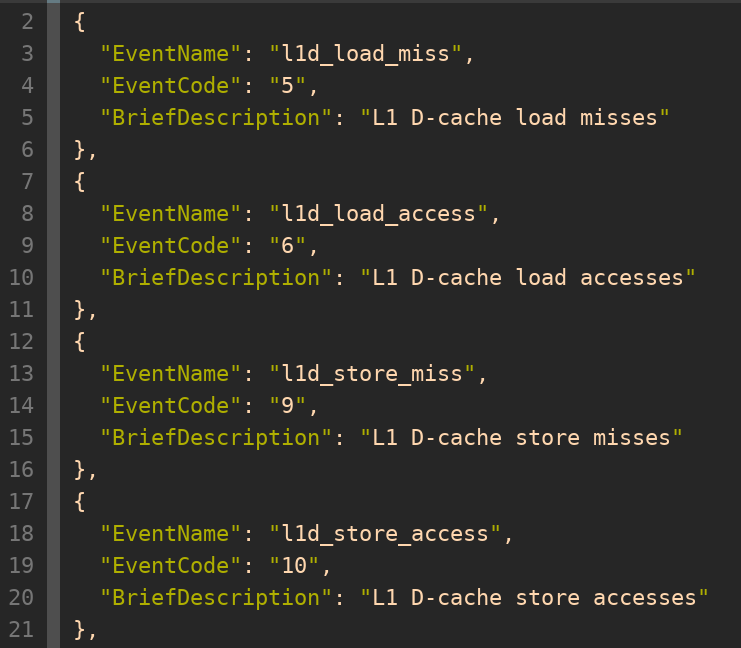 2 {
3 "EventName": "l1d_load_miss",
4 "EventCode": "5",
5 "BriefDescription": "L1 D-cache load misses"
6 },
7 {
8 "EventName": "l1d_load_access",
9 "EventCode": "6",
10 "BriefDescription": "L1 D-cache load accesses"
11 },
12 {
13 "EventName": "l1d_store_miss",
14 "EventCode": "9",
15 "BriefDescription": "L1 D-cache store misses"
16 },
17 {
18 "EventName": "l1d_store_access",
19 "EventCode": "10",
20 "BriefDescription": "L1 D-cache store accesses"
21 },